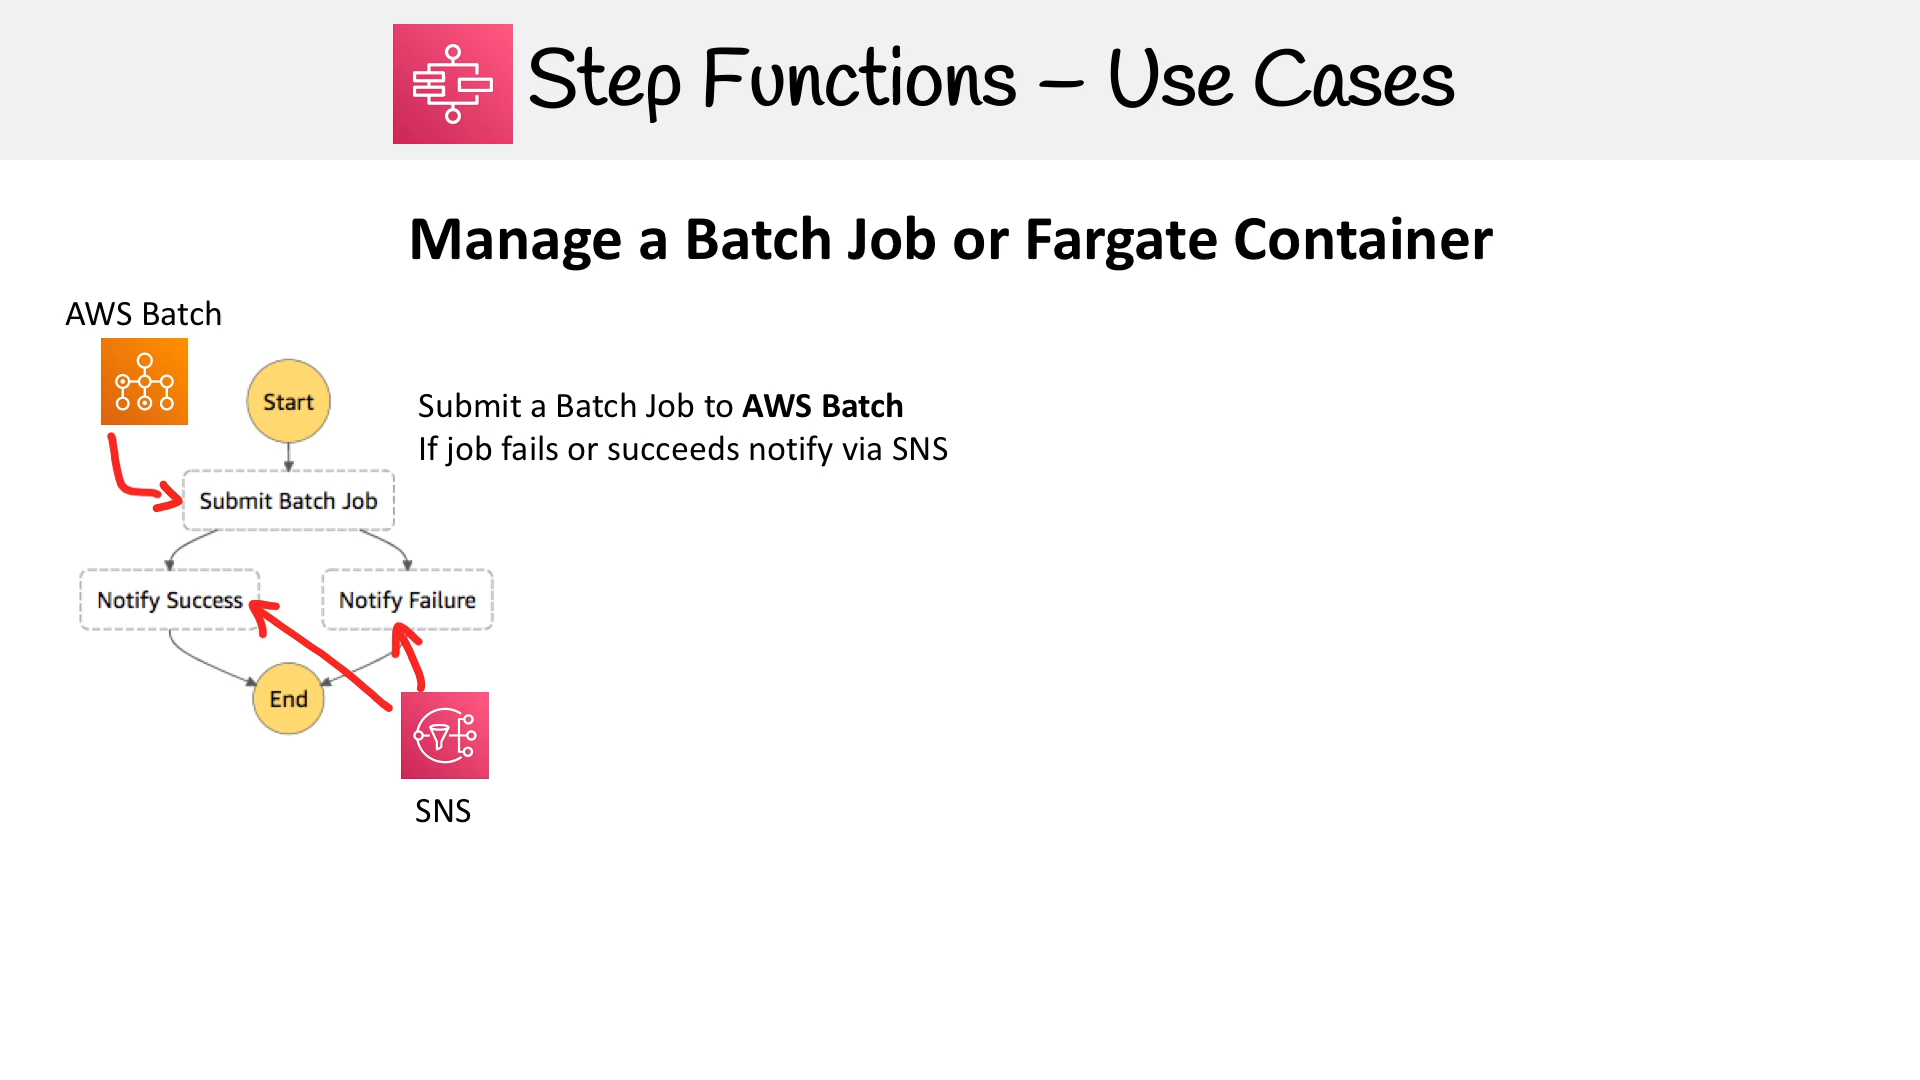 Step Functions – Use Cases
Manage a Batch Job or Fargate Container
AWS Batch
Start
Submit a Batch Job to AWS Batch
If job fails or succeeds notify via SNS
Submit Batch Job
Notify Success
Notify Failure
End
SNS